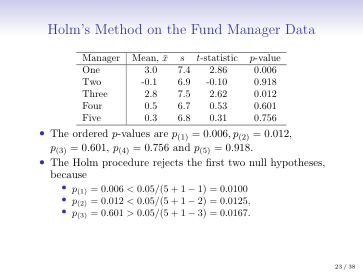 Holm's Method on the Fund Manager Data
Manager Mean, x̄ s t-statistic p-value
One 3.0 7.4 2.86 0.006
Two -0.1 6.9 -0.10 0.918
Three 2.8 7.5 2.62 0.012
Four 0.5 6.7 0.53 0.601
Five 0.3 6.8 0.31 0.756
• The ordered p-values are p(1) = 0.006, p(2) = 0.012,
p(3) = 0.601, p(4) = 0.756 and p(5) = 0.918.
• The Holm procedure rejects the first two null hypotheses,
because
• p(1) = 0.006 < 0.05/(5 + 1 − 1) = 0.0100
• p(2) = 0.012 < 0.05/(5 + 1 − 2) = 0.0125,
• p(3) = 0.601 > 0.05/(5 + 1 − 3) = 0.0167.
23 / 38